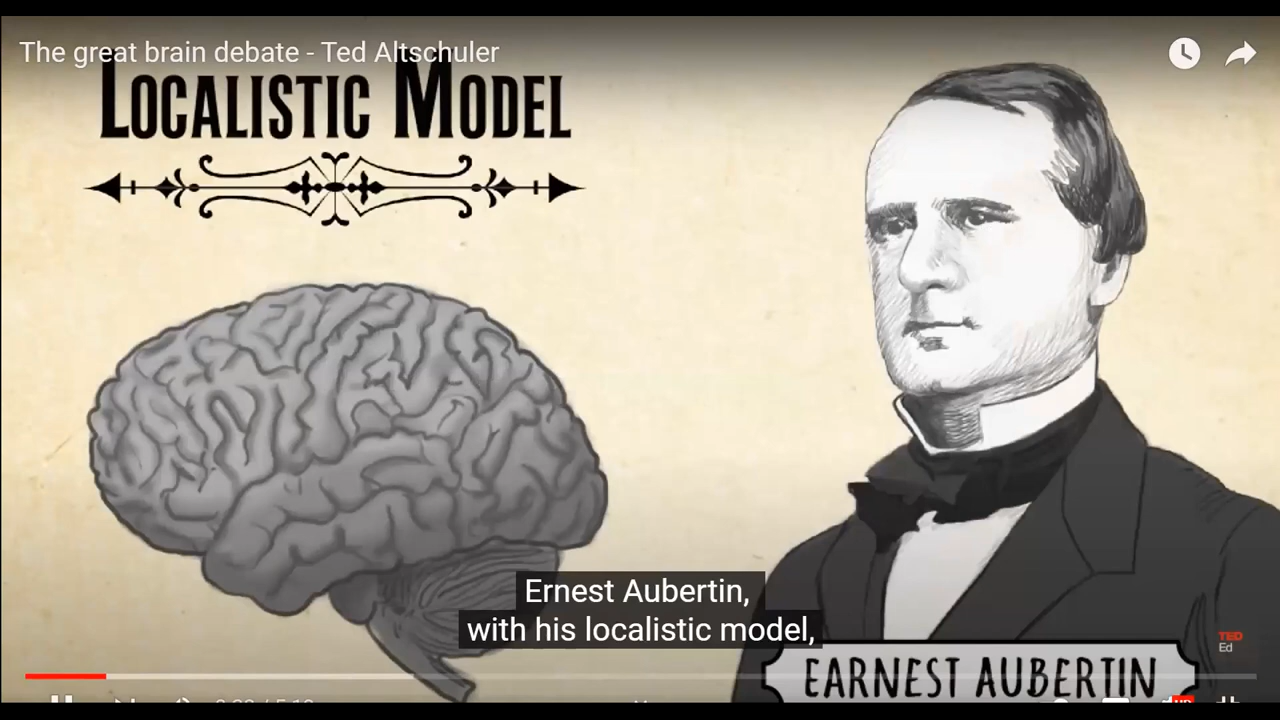 The great brain debate - Ted Altschuler
LOCALISTIC MODEL
Ernest Aubertin,
with his localistic model,
TED
Ed
EARNEST AUBERTIN